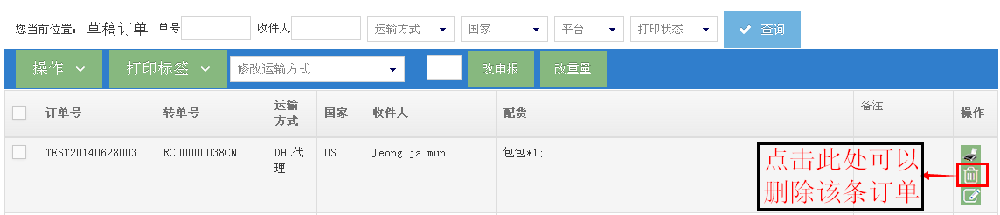 您当前位置： 草稿订单 单号 收件人 运输方式 国家 平台 打印状态 查询
操作 打印标签 修改运输方式 改申报 改重量
订单号 转单号 运输方式 国家 收件人 配货 备注 操作
TEST20140628003 RC00000038CN DHL代理 US Jeong ja mun 包包*1;
点击此处可以
删除该条订单